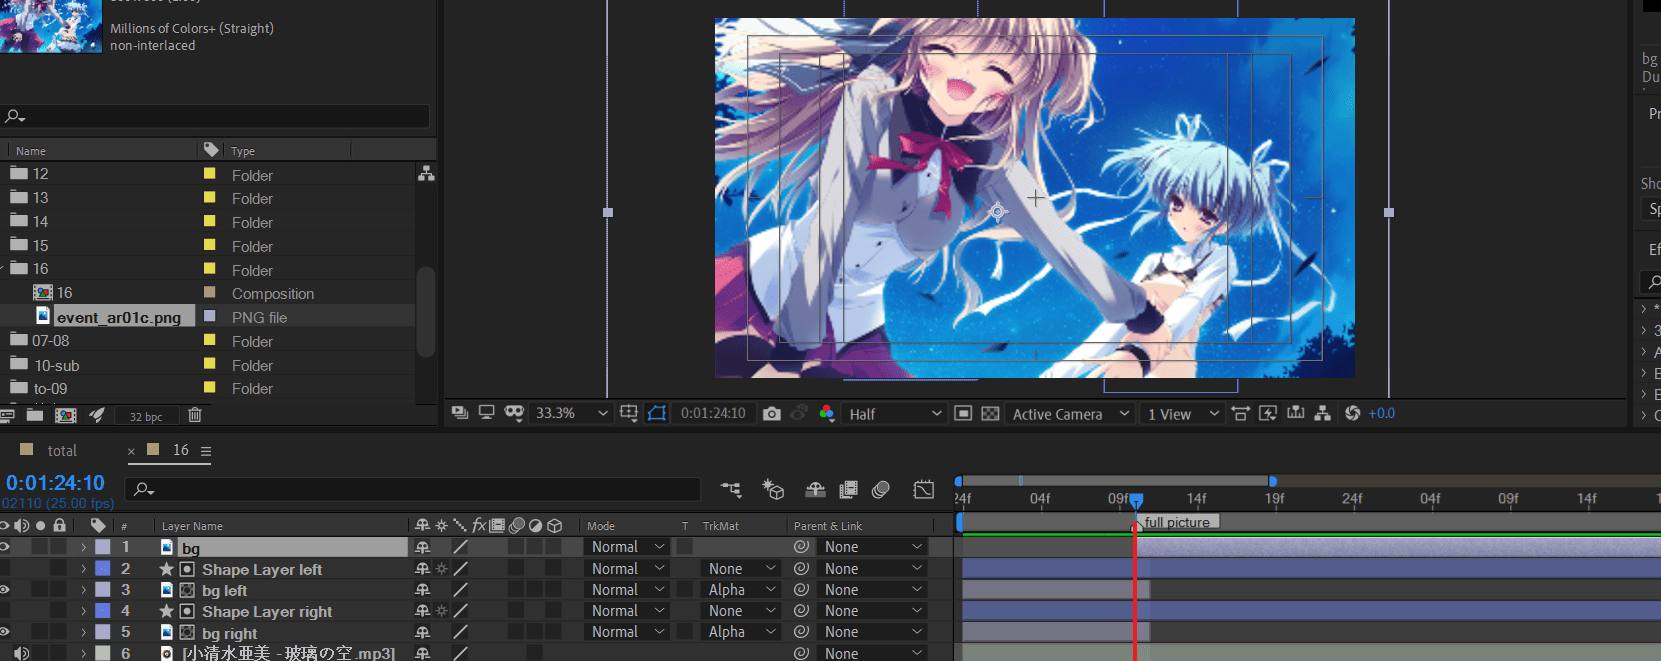 Millions of Colors+ (Straight)
non-interlaced
Name Type
12 Folder
13 Folder
14 Folder
15 Folder
16 Folder
16 Composition
event_ar01c.png PNG file
07-08 Folder
10-sub Folder
to-09 Folder
32 bpc
33.3% 0:01:24:10 Half Active Camera 1 View +0.0
bg
Du
total × 16
0:01:24:10
02110 (25.00 fps)
24f 04f 09f 14f 19f 24f 04f 09f 14f
full picture
# Layer Name fx Mode T TrkMat Parent & Link
1 bg Normal None
2 Shape Layer left Normal None None
3 bg left Normal Alpha None
4 Shape Layer right Normal None None
5 bg right Normal Alpha None
6 [小清水亜美 - 玻璃の空.mp3] None